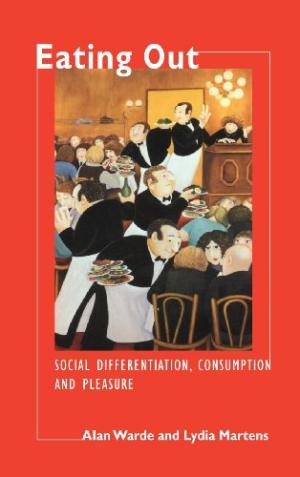 Eating Out
SOCIAL DIFFERENTIATION, CONSUMPTION
AND PLEASURE
Alan Warde and Lydia Martens